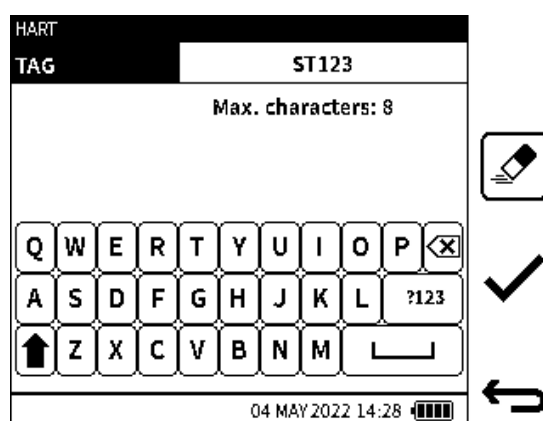 HART
TAG ST123
Max. characters: 8
Q W E R T Y U I O P
A S D F G H J K L ?123
Z X C V B N M
04 MAY 2022 14:28